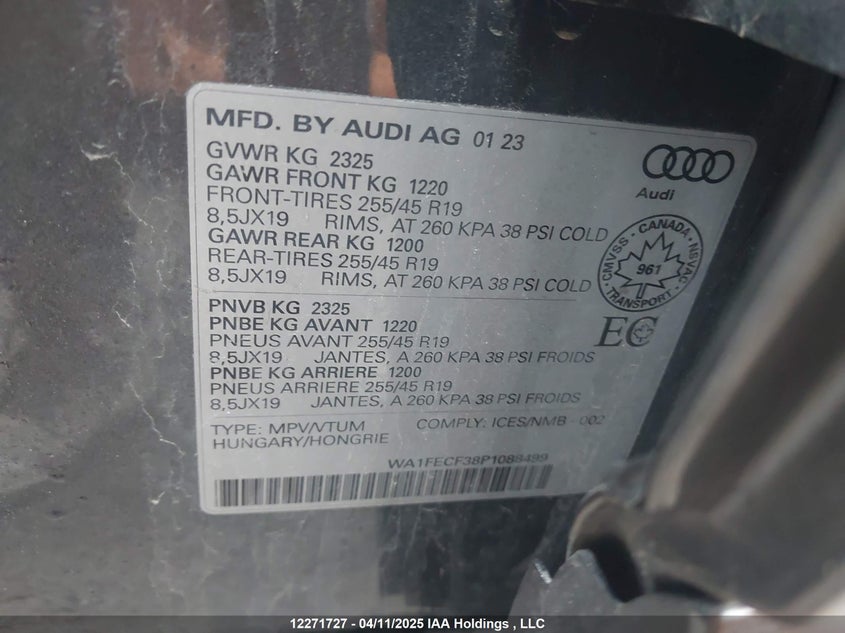 MFD. BY AUDI AG 01 23
GVWR KG 2325
GAWR FRONT KG 1220
FRONT-TIRES 255/45 R19
8,5JX19 RIMS, AT 260 KPA 38 PSI COLD
GAWR REAR KG 1200
REAR-TIRES 255/45 R19
8,5JX19 RIMS, AT 260 KPA 38 PSI COLD
Audi
CMVSS - CANADA - NSVAC
961
TRANSPORT
PNVB KG 2325
PNBE KG AVANT 1220
PNEUS AVANT 255/45 R19
8,5JX19 JANTES, A 260 KPA 38 PSI FROIDS
PNBE KG ARRIERE 1200
PNEUS ARRIERE 255/45 R19
8,5JX19 JANTES, A 260 KPA 38 PSI FROIDS
EC
TYPE: MPV/VTUM COMPLY: ICES/NMB - 002
HUNGARY/HONGRIE
WA1FECF38P1088499
12271727 - 04/11/2025 IAA Holdings , LLC